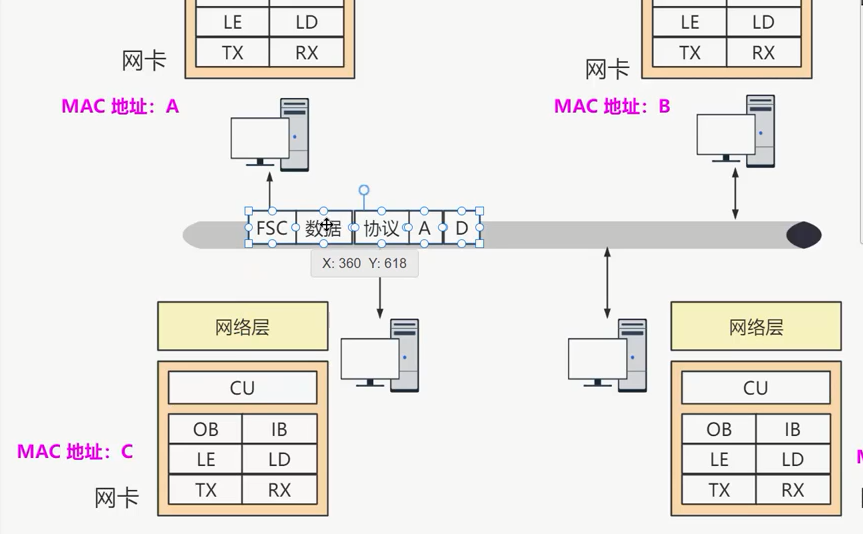 LE LD
LE LD
网卡 TX RX
网卡 TX RX
MAC 地址：A
MAC 地址：B
FSC 数据 协议 A D
X: 360 Y: 618
网络层
网络层
CU
CU
OB IB
OB IB
MAC 地址：C
LE LD
LE LD
网卡 TX RX
TX RX